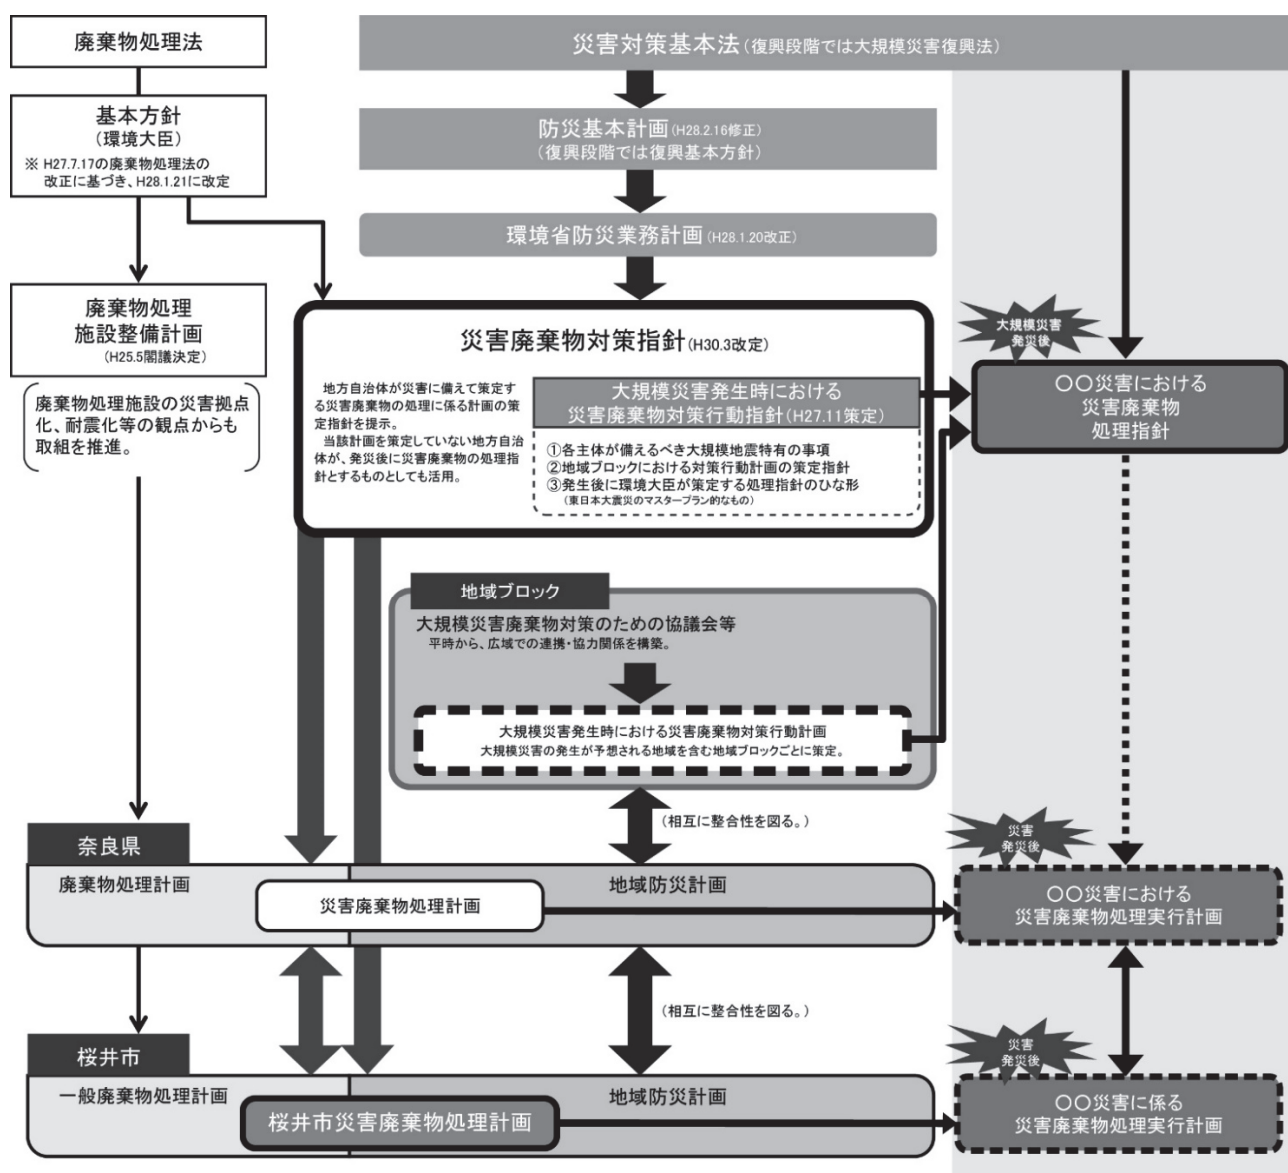 廃棄物処理法
基本方針
（環境大臣）
※ H27.7.17の廃棄物処理法の
改正に基づき、H28.1.21に改定
廃棄物処理
施設整備計画
（H25.5閣議決定）
廃棄物処理施設の災害拠点
化、耐震化等の観点からも
取組を推進。
災害対策基本法（復興段階では大規模災害復興法）
防災基本計画（H28.2.16修正）
（復興段階では復興基本方針）
環境省防災業務計画（H28.1.20改正）
災害廃棄物対策指針（H30.3改定）
地方自治体が災害に備えて策定す
る災害廃棄物の処理に係る計画の策
定指針を提示。
当該計画を策定していない地方自治
体が、発災後に災害廃棄物の処理指
針とするものとしても活用。
大規模災害発生時における
災害廃棄物対策行動指針（H27.11策定）
①各主体が備えるべき大規模地震特有の事項
②地域ブロックにおける対策行動計画の策定指針
③発生後に環境大臣が策定する処理指針のひな形
（東日本大震災のマスタープラン的なもの）
大規模災害
発災後
〇〇災害における
災害廃棄物
処理指針
地域ブロック
大規模災害廃棄物対策のための協議会等
平時から、広域での連携・協力関係を構築。
大規模災害発生時における災害廃棄物対策行動計画
大規模災害の発生が予想される地域を含む地域ブロックごとに策定。
（相互に整合性を図る。）
奈良県
廃棄物処理計画
災害廃棄物処理計画
地域防災計画
災害
発災後
〇〇災害における
災害廃棄物処理実行計画
（相互に整合性を図る。）
桜井市
一般廃棄物処理計画
桜井市災害廃棄物処理計画
地域防災計画
災害
発災後
〇〇災害に係る
災害廃棄物処理実行計画